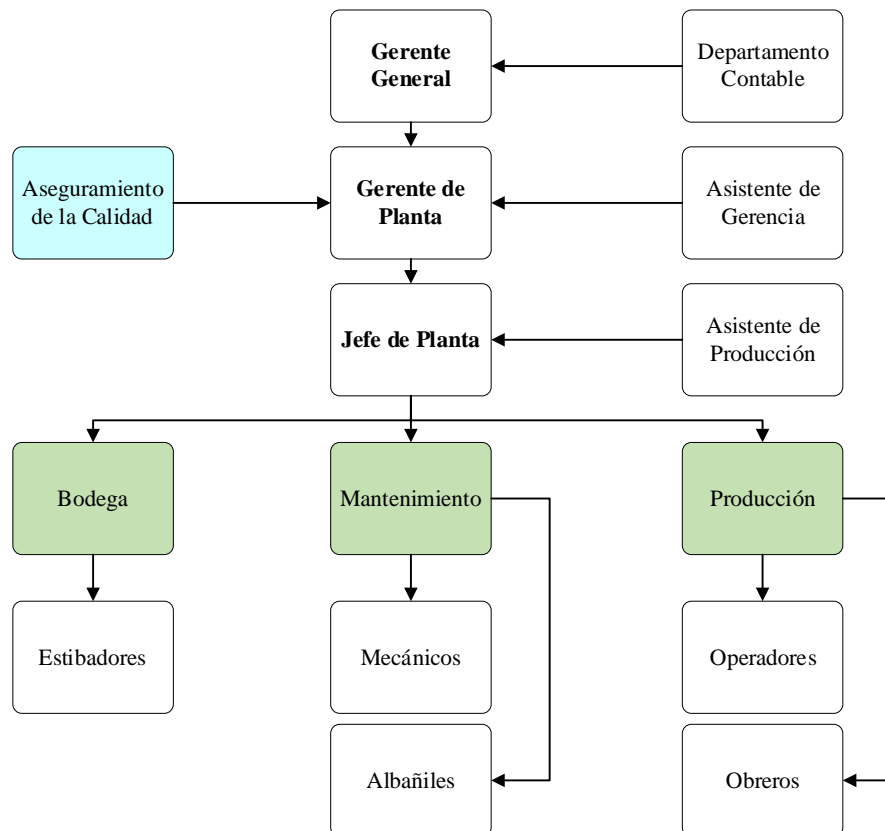 Gerente
General
Departamento
Contable
Aseguramiento
de la Calidad
Gerente de
Planta
Asistente de
Gerencia
Jefe de Planta
Asistente de
Producción
Bodega
Mantenimiento
Producción
Estibadores
Mecánicos
Operadores
Albañiles
Obreros